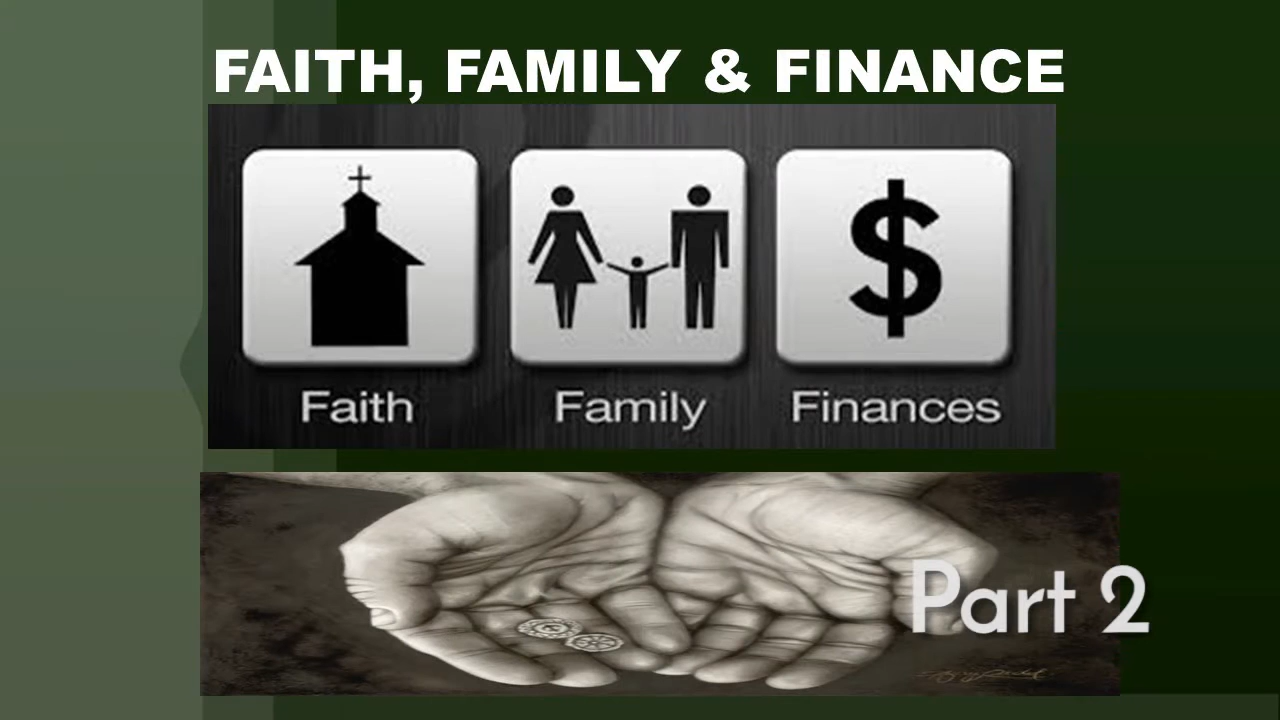 FAITH, FAMILY & FINANCE
Faith
Family
Finances
Part 2